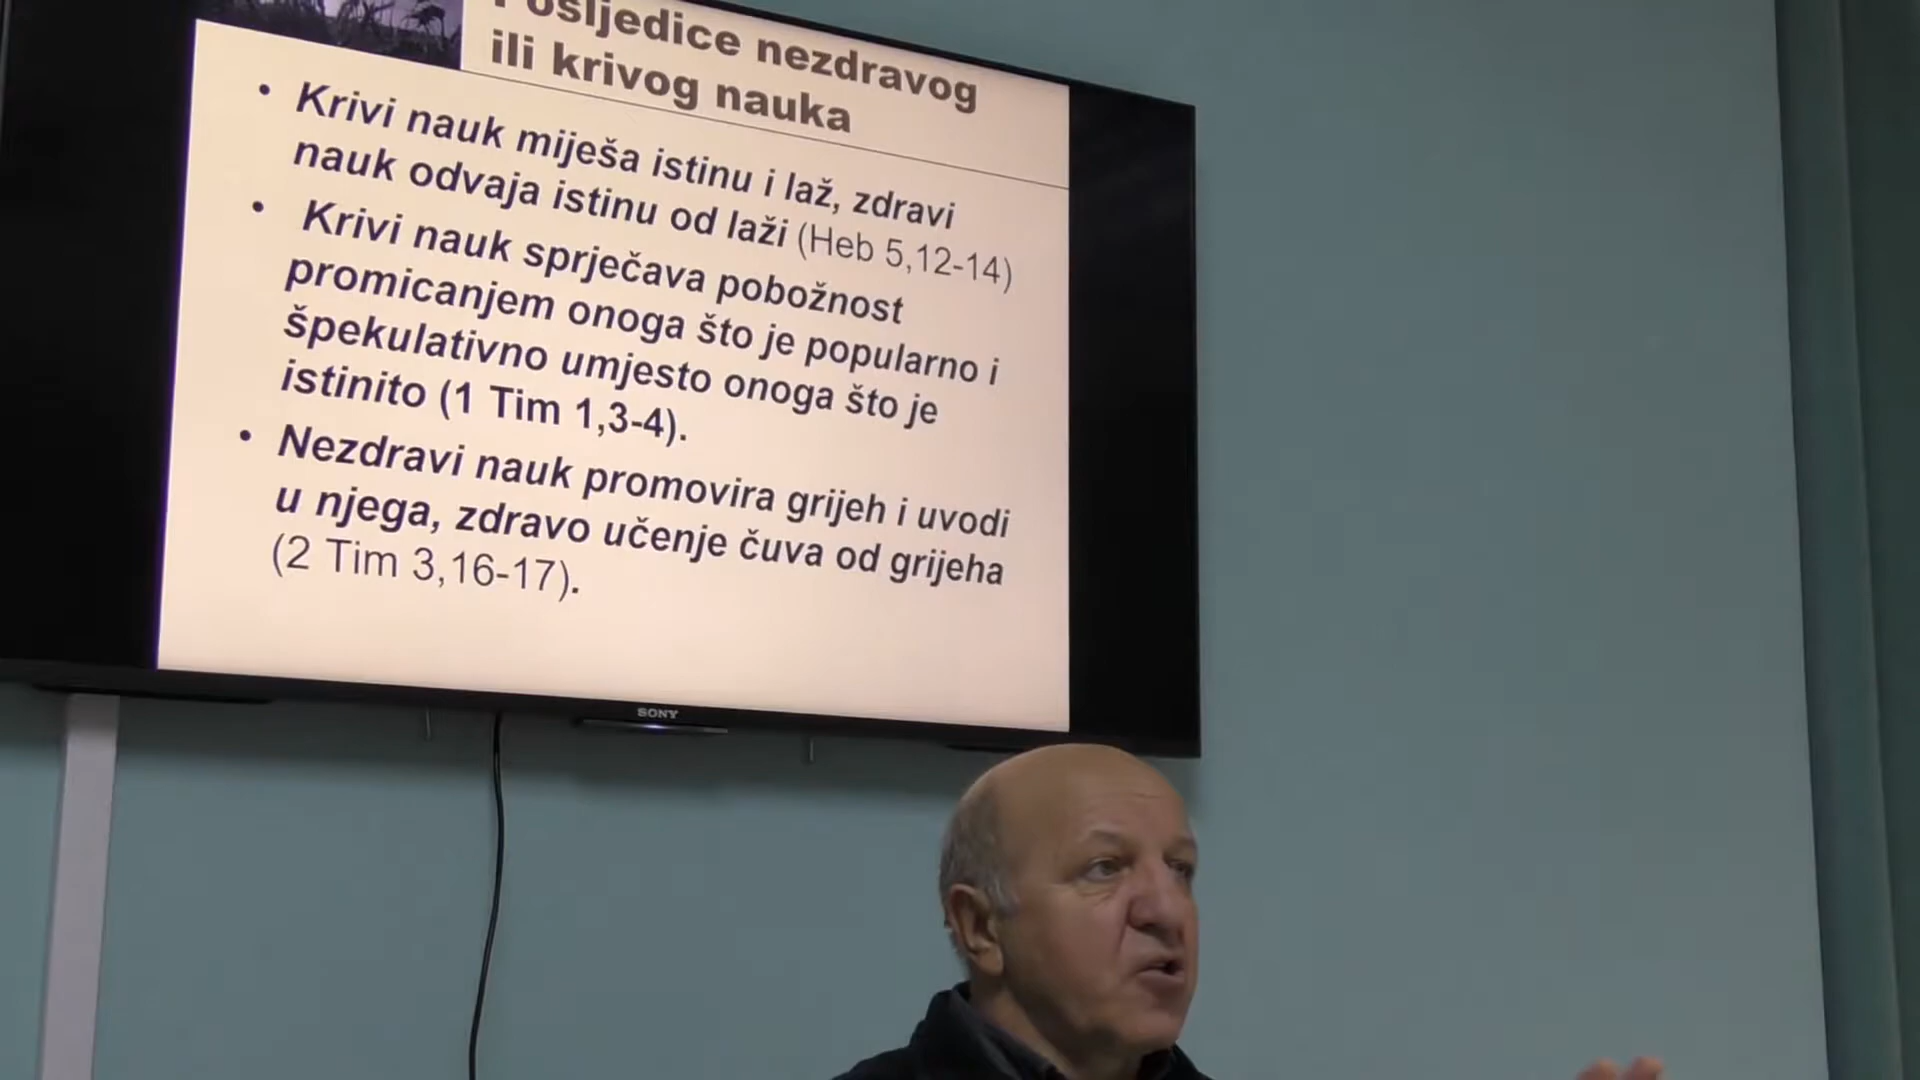 Posljedice nezdravog
ili krivog nauka
• Krivi nauk miješa istinu i laž, zdravi
nauk odvaja istinu od laži (Heb 5,12-14)
• Krivi nauk sprječava pobožnost
promicanjem onoga što je popularno i
špekulativno umjesto onoga što je
istinito (1 Tim 1,3-4).
• Nezdravi nauk promovira grijeh i uvodi
u njega, zdravo učenje čuva od grijeha
(2 Tim 3,16-17).
SONY